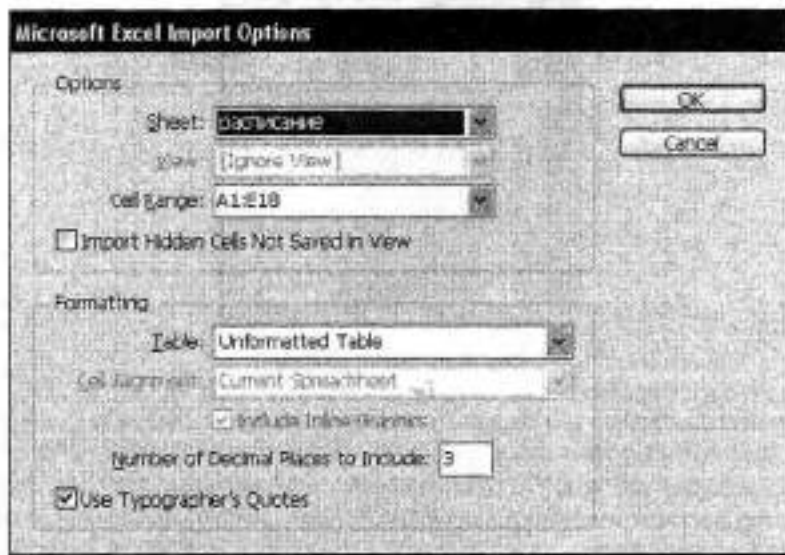 Microsoft Excel Import Options
Options
Sheet: расписание
View: [Ignore View]
Cell Range: A1:E18
Import Hidden Cells Not Saved in View
OK
Cancel
Formatting
Table: Unformatted Table
Cell Alignment: Current Spreadsheet
Include Inline Graphics
Number of Decimal Places to Include: 3
Use Typographer's Quotes